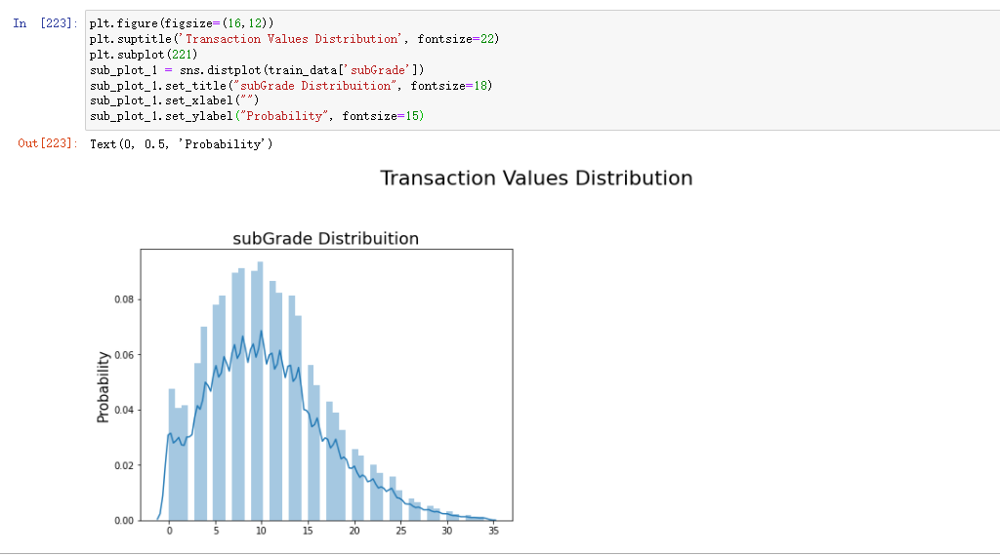 In [223]: plt.figure(figsize=(16,12))
plt.suptitle('Transaction Values Distribution', fontsize=22)
plt.subplot(221)
sub_plot_1 = sns.distplot(train_data['subGrade'])
sub_plot_1.set_title("subGrade Distribuition", fontsize=18)
sub_plot_1.set_xlabel("")
sub_plot_1.set_ylabel("Probability", fontsize=15)
Out[223]: Text(0, 0.5, 'Probability')
Transaction Values Distribution
subGrade Distribuition
Probability
0.08
0.06
0.04
0.02
0.00
0 5 10 15 20 25 30 35